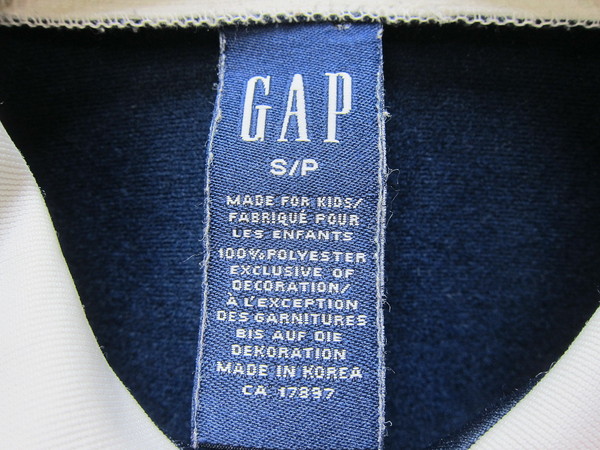 GAP
S/P
MADE FOR KIDS/
FABRIQUÉ POUR
LES ENFANTS
100% POLYESTER
EXCLUSIVE OF
DECORATION/
À L'EXCEPTION
DES GARNITURES
BIS AUF DIE
DEKORATION
MADE IN KOREA
CA 17897